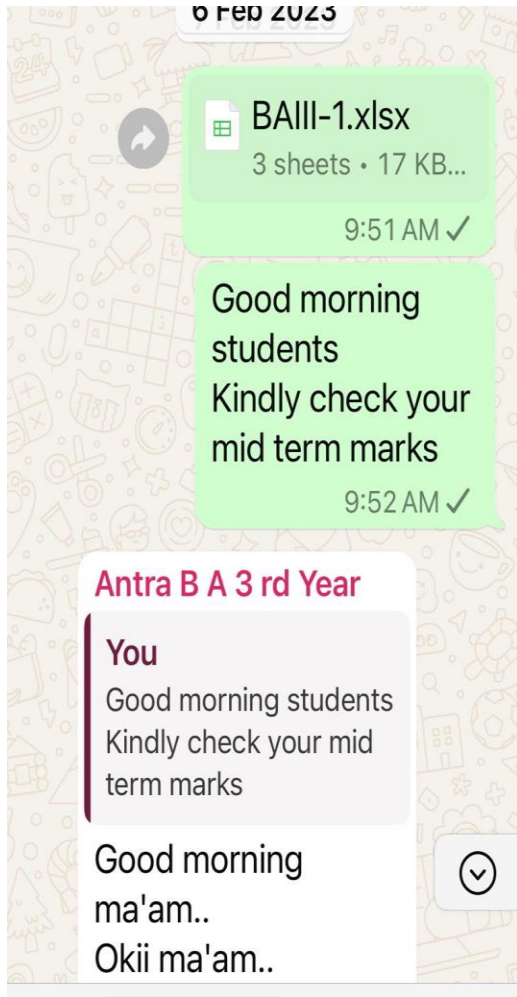 6 Feb 2023
BAIII-1.xlsx
3 sheets • 17 KB...
9:51 AM
Good morning
students
Kindly check your
mid term marks
9:52 AM
Antra B A 3 rd Year
You
Good morning students
Kindly check your mid
term marks
Good morning
ma'am..
Okii ma'am..